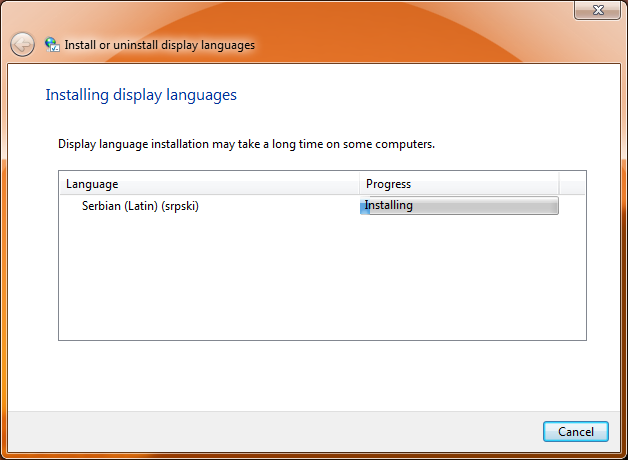 Install or uninstall display languages
Installing display languages
Display language installation may take a long time on some computers.
Language Progress
Serbian (Latin) (srpski) Installing
Cancel